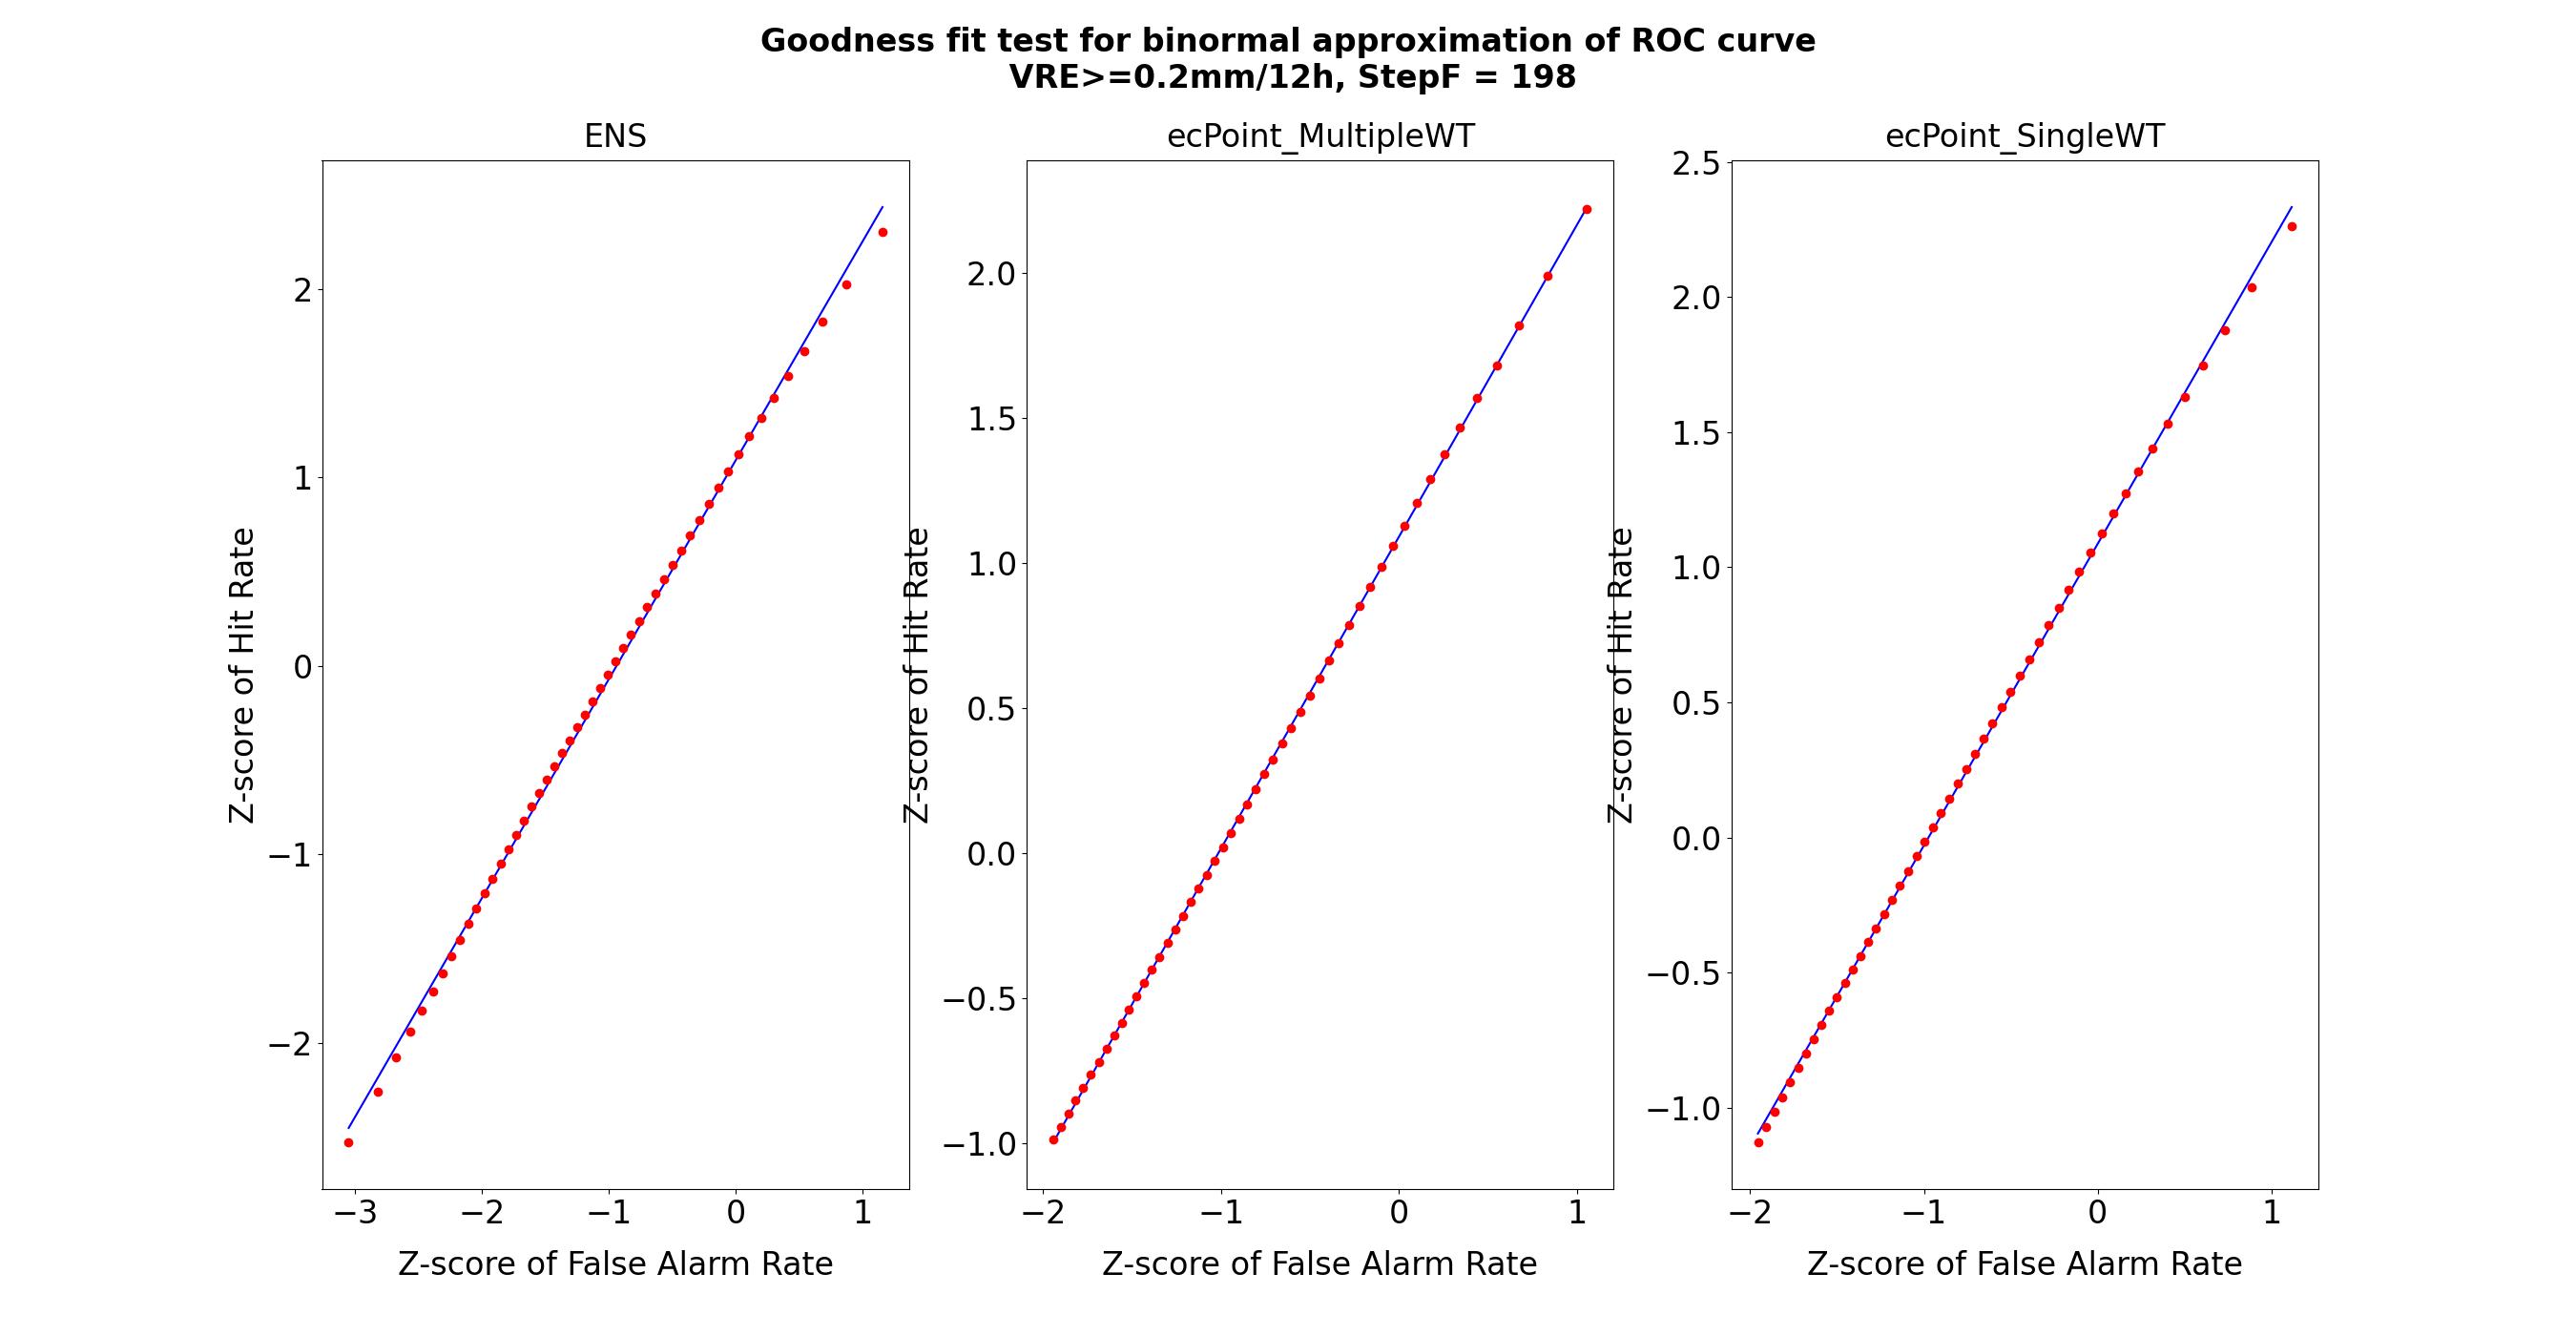 Goodness fit test for binormal approximation of ROC curve
VRE>=0.2mm/12h, StepF = 198
ENS
Z-score of Hit Rate
2
1
0
−1
−2
−3 −2 −1 0 1
Z-score of False Alarm Rate
ecPoint_MultipleWT
Z-score of Hit Rate
2.0
1.5
1.0
0.5
0.0
−0.5
−1.0
−2 −1 0 1
Z-score of False Alarm Rate
ecPoint_SingleWT
Z-score of Hit Rate
2.5
2.0
1.5
1.0
0.5
0.0
−0.5
−1.0
−2 −1 0 1
Z-score of False Alarm Rate